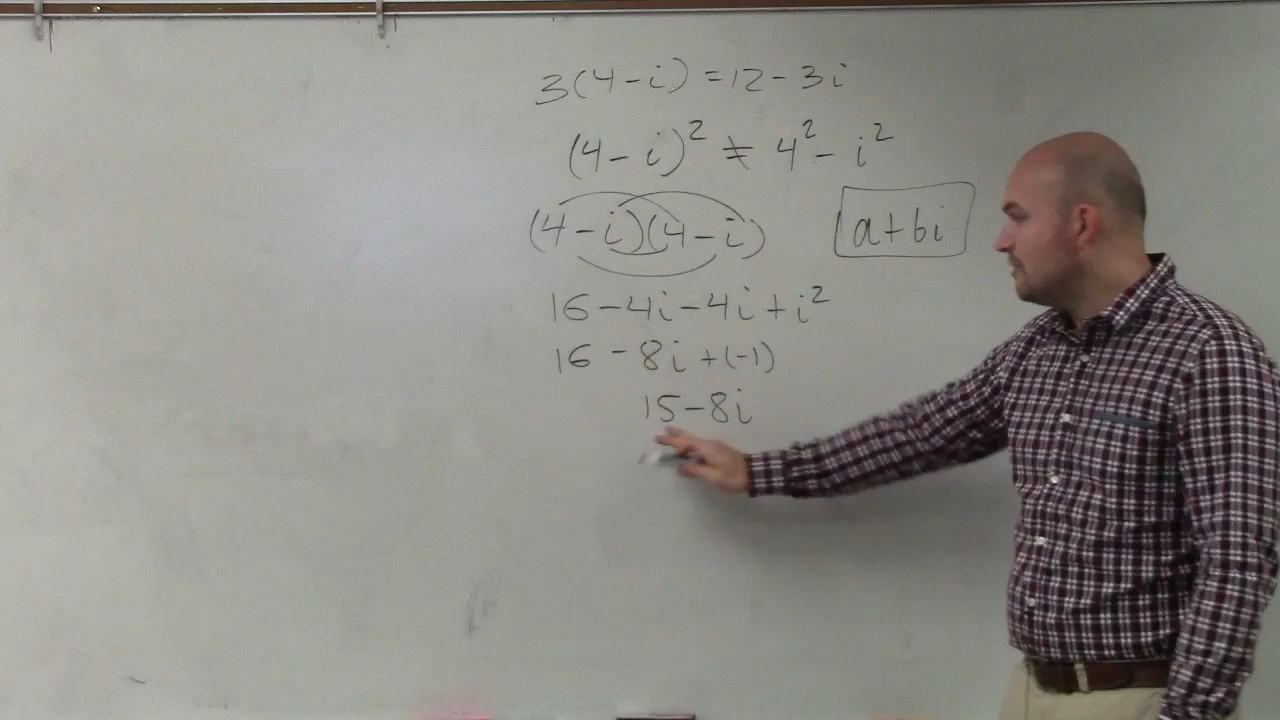 3(4-i) = 12 - 3i
(4-i)² ≠ 4² - i²
(4-i)(4-i)
a+bi
16-4i-4i+i²
16 - 8i +(-1)
15-8i